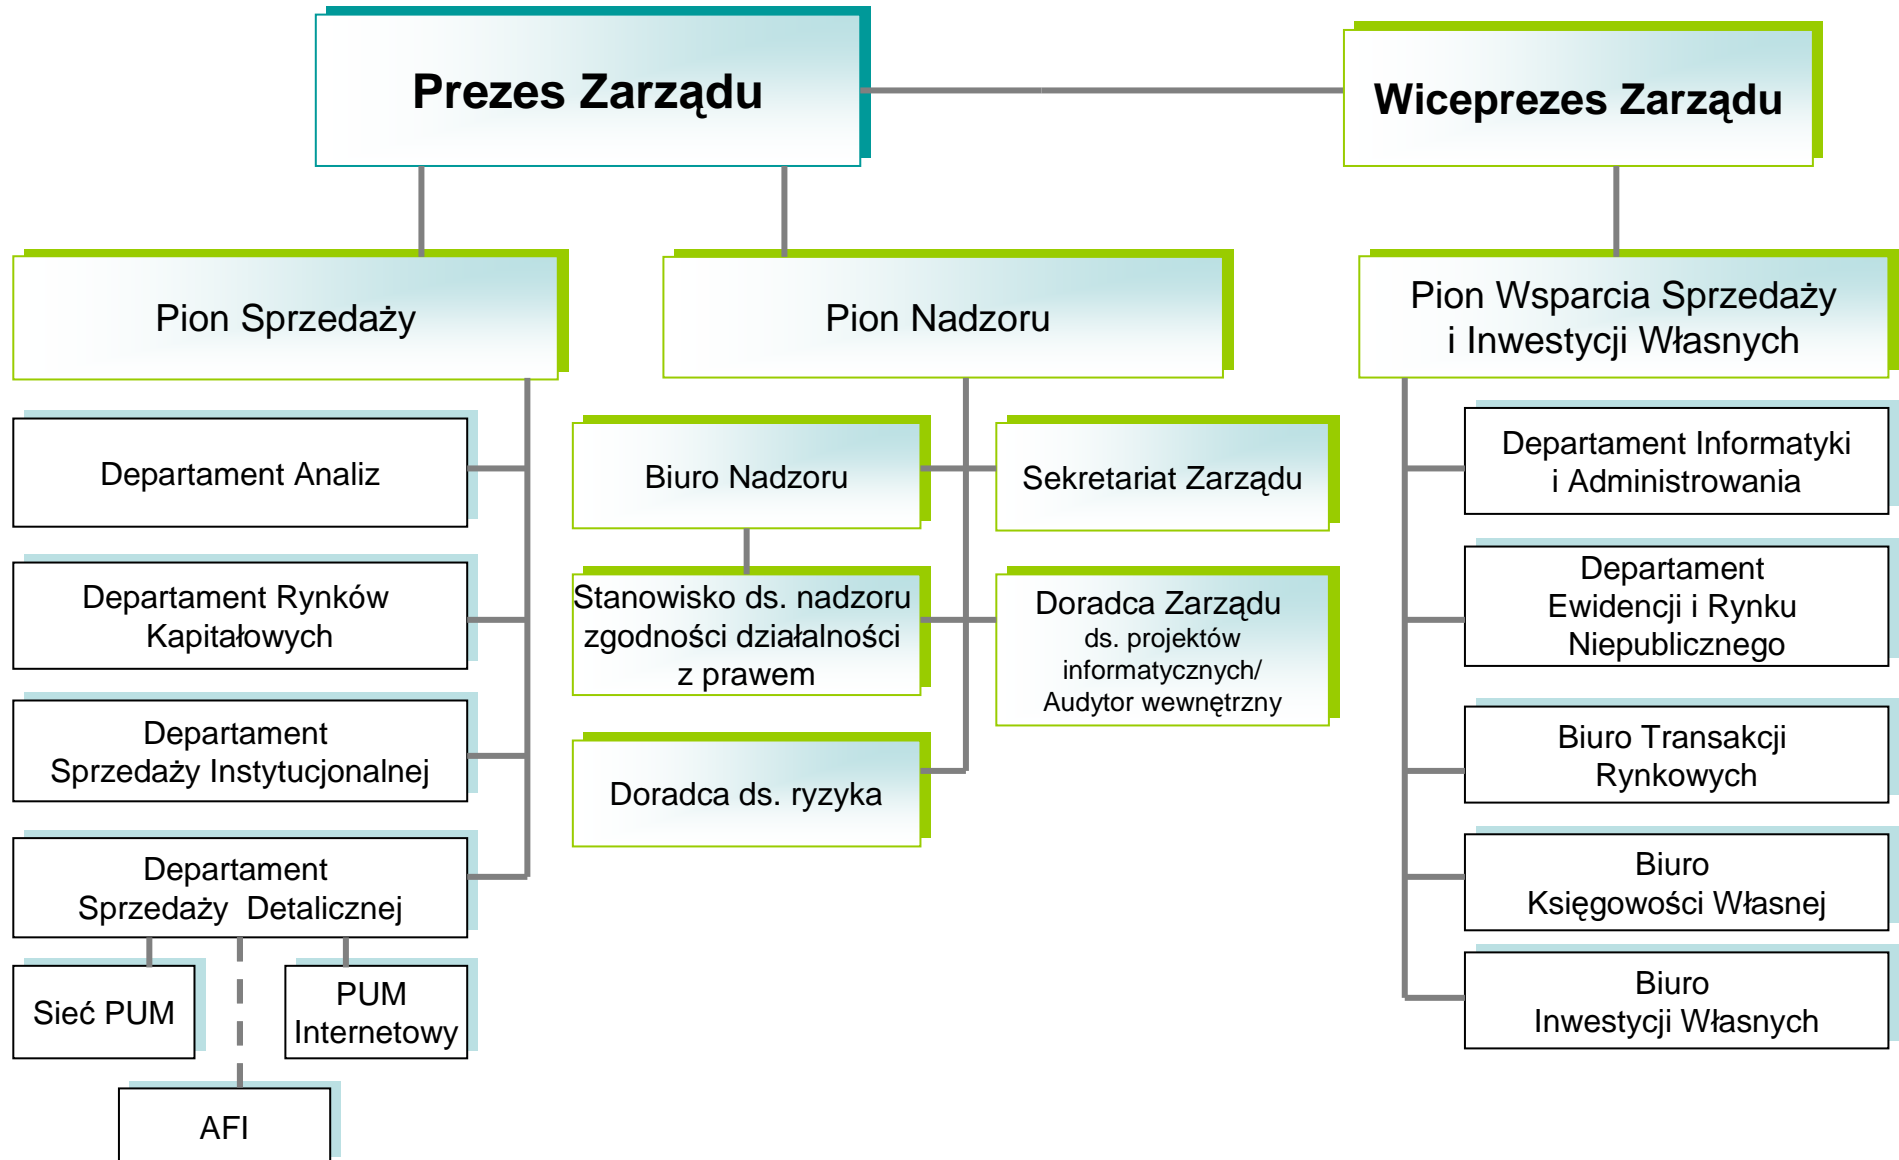 Prezes Zarządu
Wiceprezes Zarządu
Pion Sprzedaży
Pion Nadzoru
Pion Wsparcia Sprzedaży
i Inwestycji Własnych
Departament Analiz
Departament Rynków
Kapitałowych
Departament
Sprzedaży Instytucjonalnej
Departament
Sprzedaży Detalicznej
Sieć PUM
PUM
Internetowy
AFI
Biuro Nadzoru
Sekretariat Zarządu
Stanowisko ds. nadzoru
zgodności działalności
z prawem
Doradca Zarządu
ds. projektów
informatycznych/
Audytor wewnętrzny
Doradca ds. ryzyka
Departament Informatyki
i Administrowania
Departament
Ewidencji i Rynku
Niepublicznego
Biuro Transakcji
Rynkowych
Biuro
Księgowości Własnej
Biuro
Inwestycji Własnych